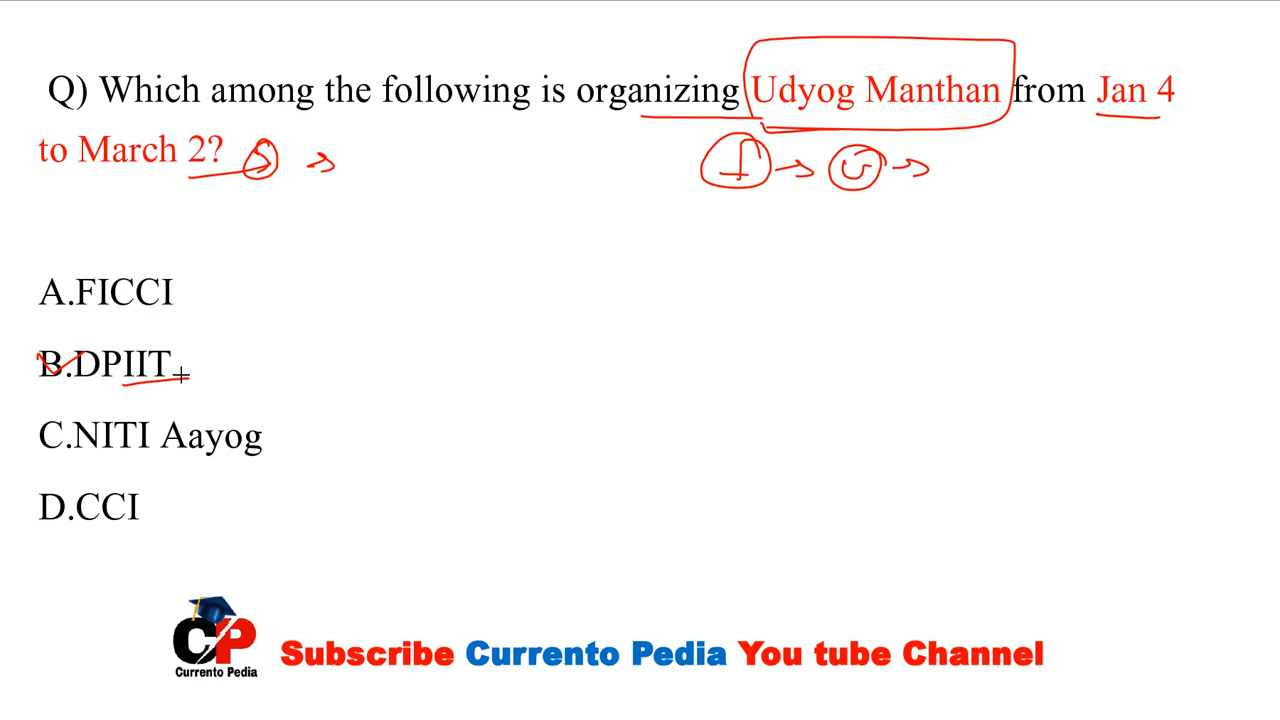 Q) Which among the following is organizing Udyog Manthan from Jan 4
to March 2?
A.FICCI
B.DPIIT
C.NITI Aayog
D.CCI
CP
Currento Pedia
Subscribe Currento Pedia You tube Channel